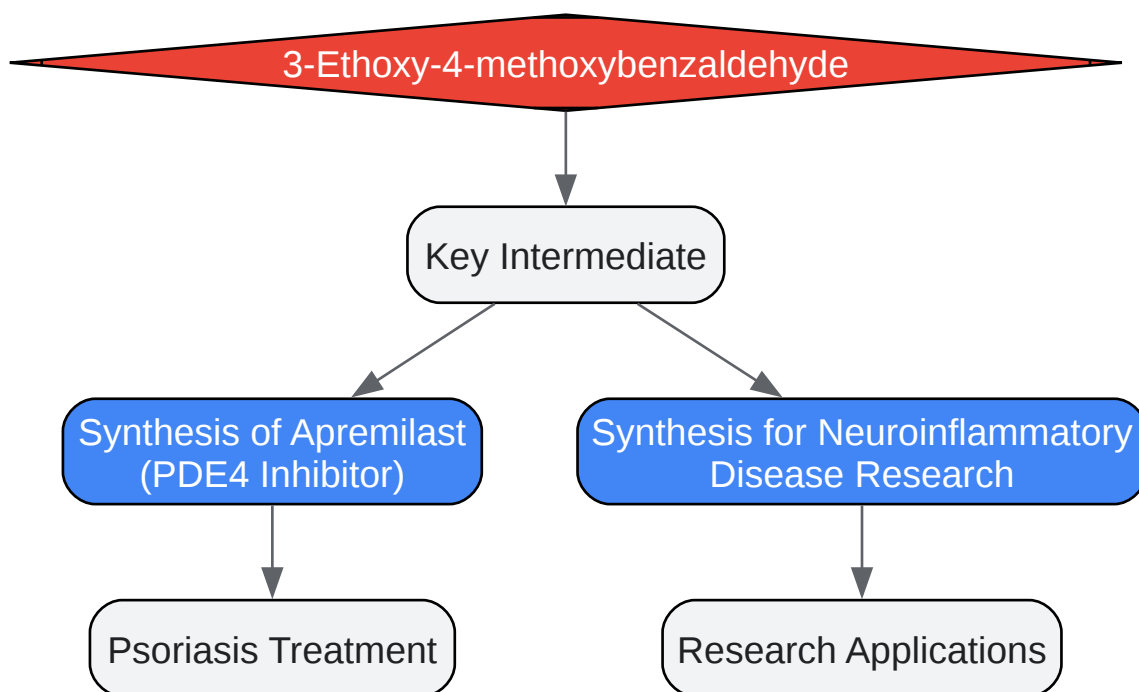 3-Ethoxy-4-methoxybenzaldehyde
Key Intermediate
Synthesis of Apremilast
(PDE4 Inhibitor)
Synthesis for Neuroinflammatory
Disease Research
Psoriasis Treatment
Research Applications